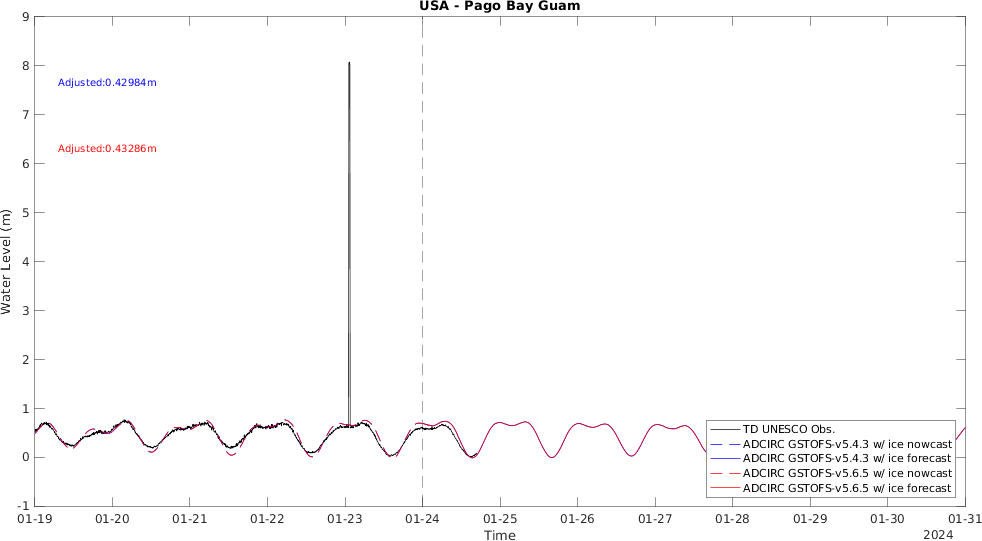 USA - Pago Bay Guam
9
8
7
6
5
4
3
2
1
0
-1
Water Level (m)
Adjusted:0.42984m
Adjusted:0.43286m
TD UNESCO Obs.
ADCIRC GSTOFS-v5.4.3 w/ ice nowcast
ADCIRC GSTOFS-v5.4.3 w/ ice forecast
ADCIRC GSTOFS-v5.6.5 w/ ice nowcast
ADCIRC GSTOFS-v5.6.5 w/ ice forecast
01-19 01-20 01-21 01-22 01-23 01-24 01-25 01-26 01-27 01-28 01-29 01-30 01-31
Time
2024